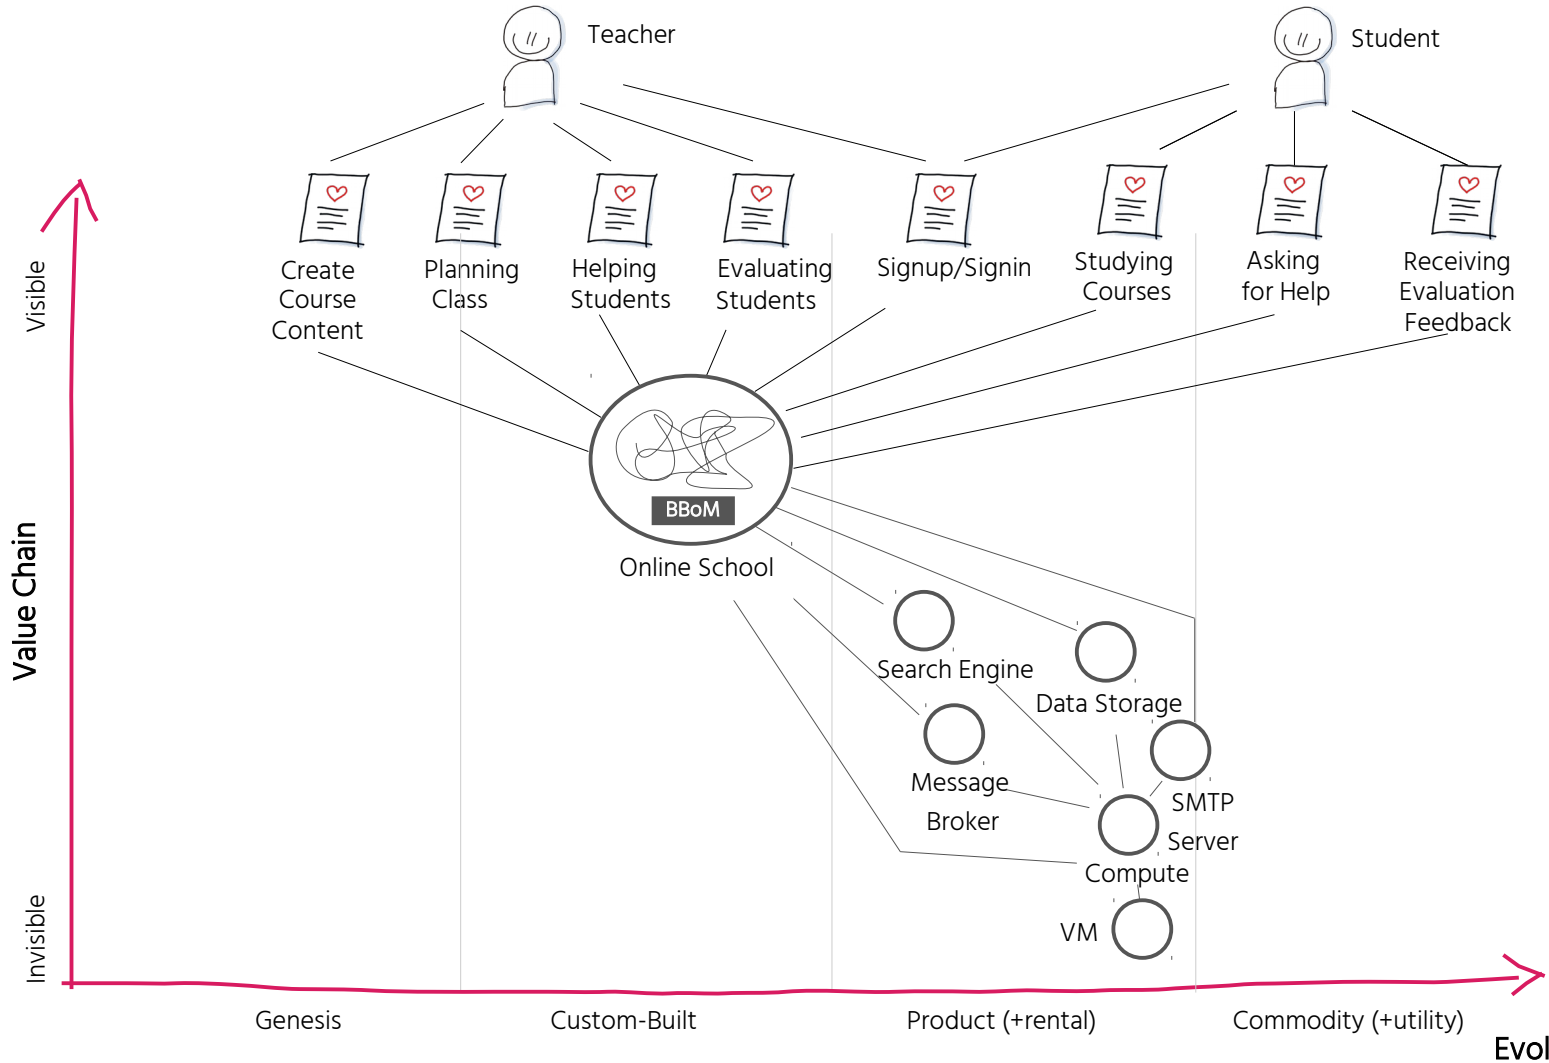 Teacher
Student
Create
Course
Content
Planning
Class
Helping
Students
Evaluating
Students
Signup/Signin
Studying
Courses
Asking
for Help
Receiving
Evaluation
Feedback
Visible
Value Chain
Invisible
BBoM
Online School
Search Engine
Data Storage
Message
Broker
SMTP
Server
Compute
VM
Genesis
Custom-Built
Product (+rental)
Commodity (+utility)
Evol